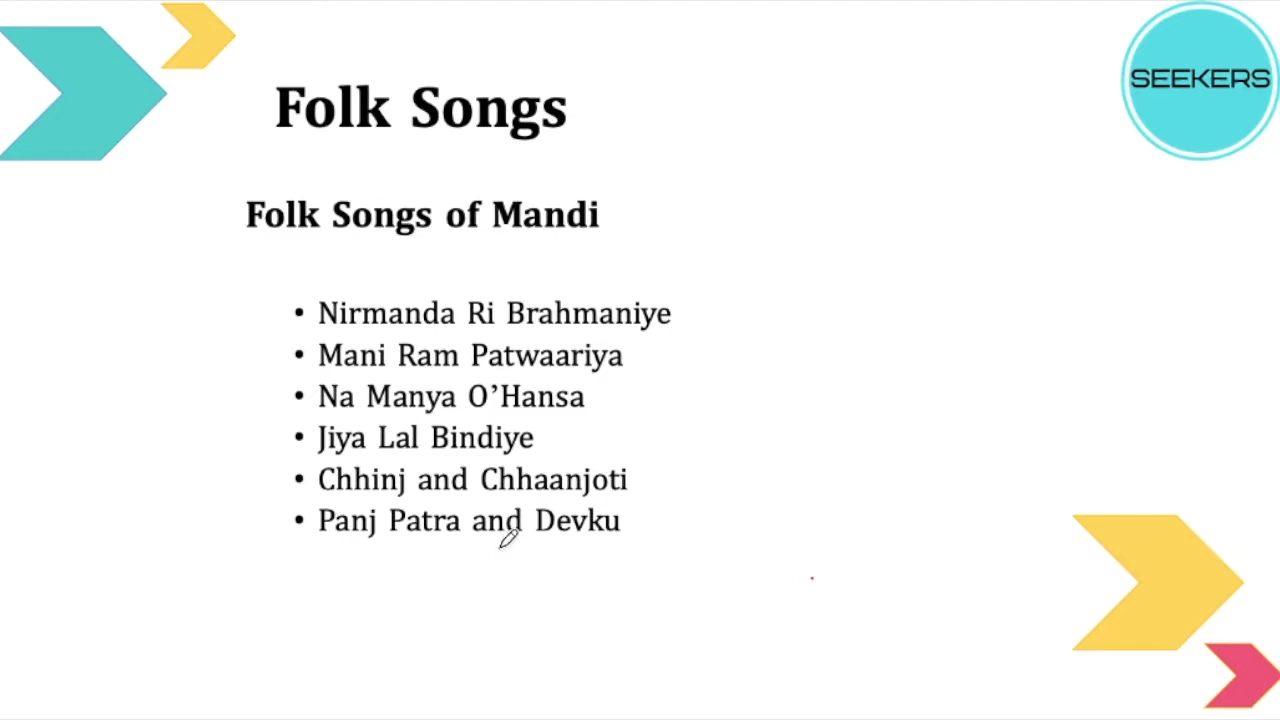 SEEKERS
Folk Songs
Folk Songs of Mandi
• Nirmanda Ri Brahmaniye
• Mani Ram Patwaariya
• Na Manya O’Hansa
• Jiya Lal Bindiye
• Chhinj and Chhaanjoti
• Panj Patra and Devku